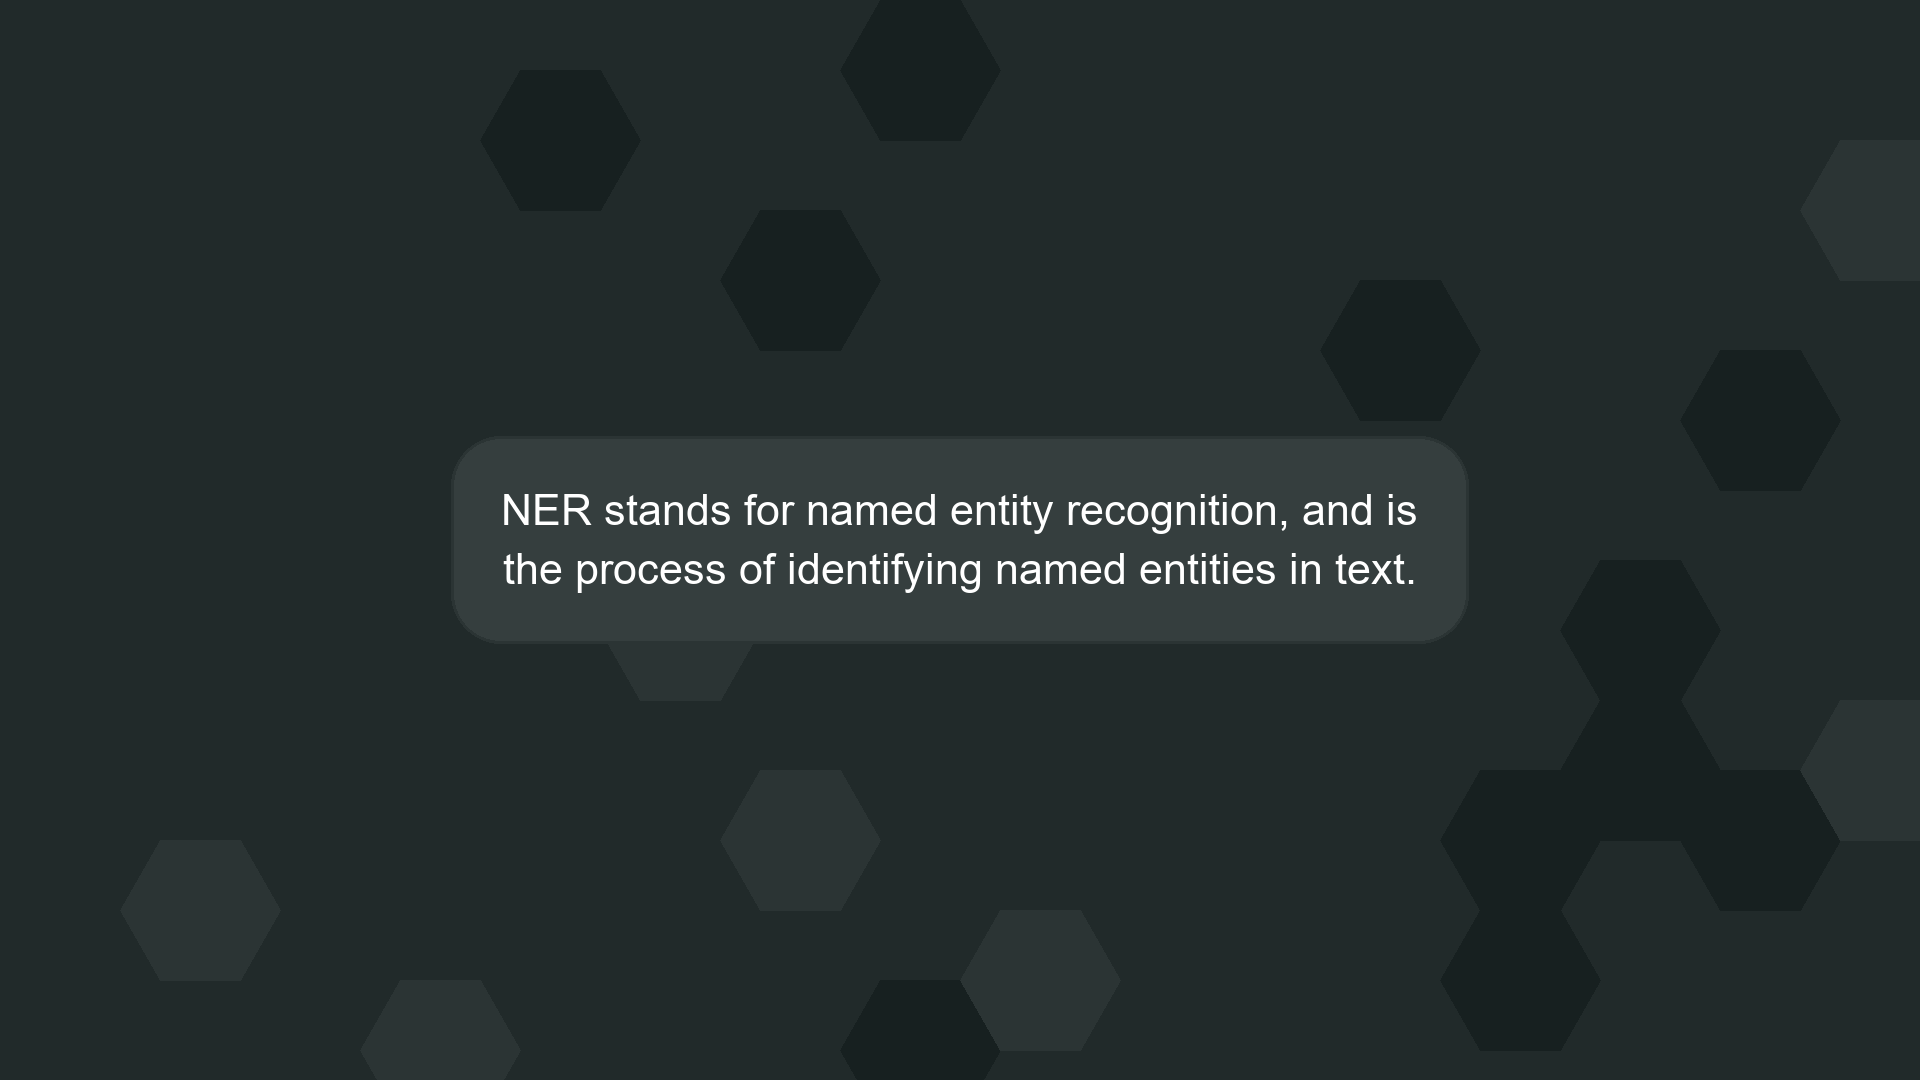 NER stands for named entity recognition, and is
the process of identifying named entities in text.